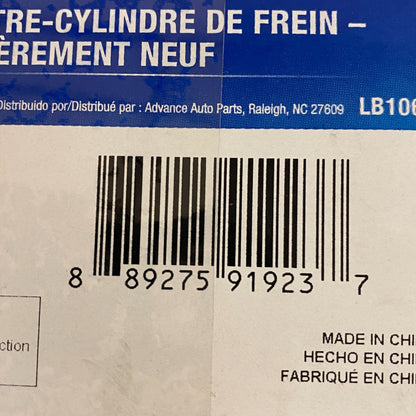 TRE-CYLINDRE DE FREIN –
ÈREMENT NEUF
Distribuido por/Distribué par : Advance Auto Parts, Raleigh, NC 27609 LB106
8 89275 91923 7
ction
MADE IN CHI
HECHO EN CHI
FABRIQUÉ EN CHI